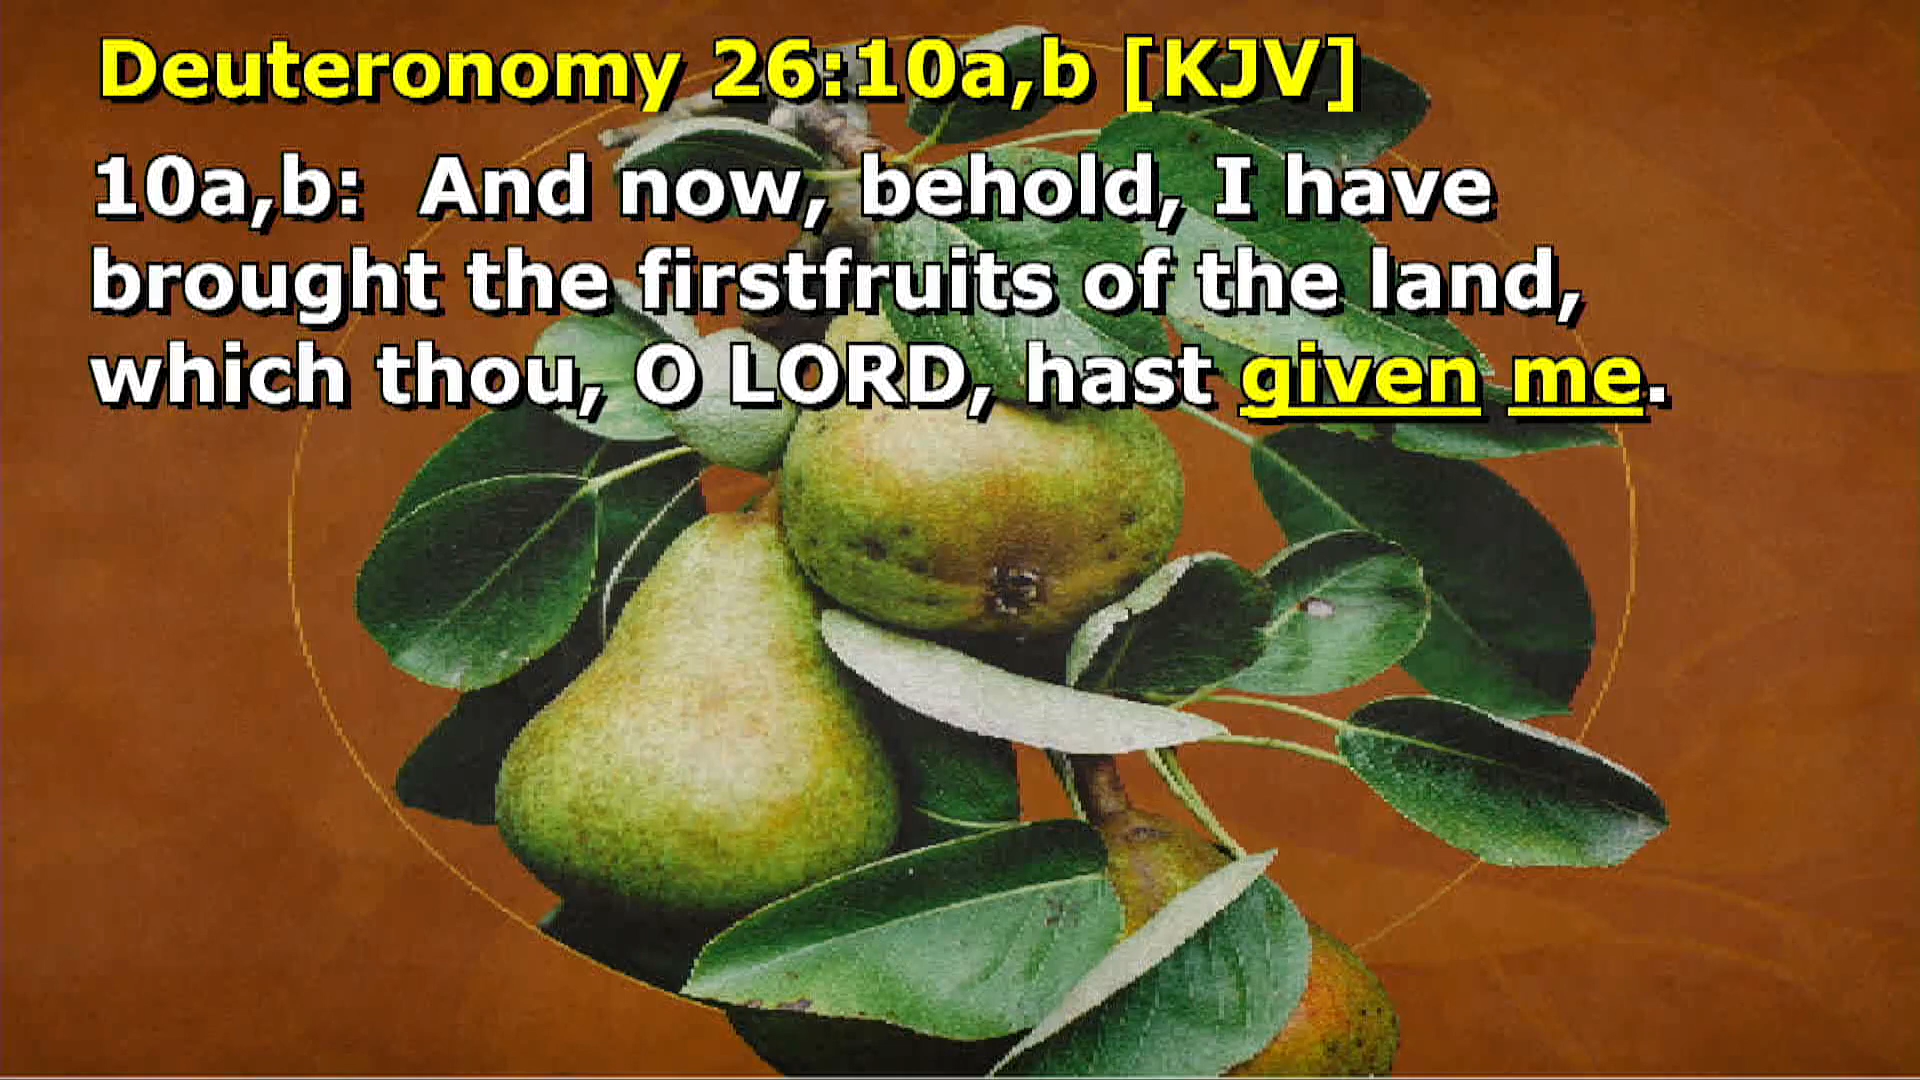 Deuteronomy 26:10a,b [KJV]
10a,b:  And now, behold, I have
brought the firstfruits of the land,
which thou, O LORD, hast given me.